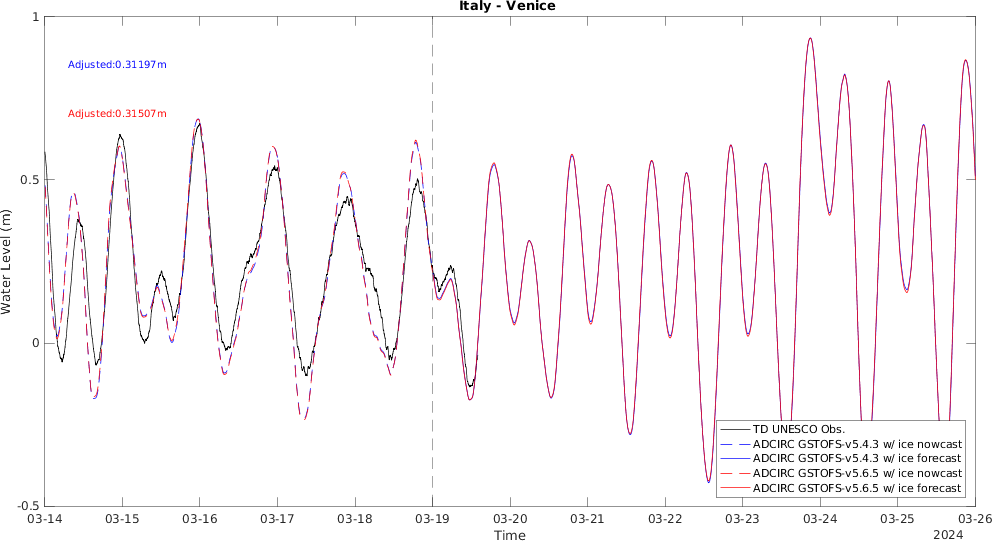 Italy - Venice
Adjusted:0.31197m
Adjusted:0.31507m
Water Level (m)
1
0.5
0
-0.5
TD UNESCO Obs.
ADCIRC GSTOFS-v5.4.3 w/ ice nowcast
ADCIRC GSTOFS-v5.4.3 w/ ice forecast
ADCIRC GSTOFS-v5.6.5 w/ ice nowcast
ADCIRC GSTOFS-v5.6.5 w/ ice forecast
03-14 03-15 03-16 03-17 03-18 03-19 03-20 03-21 03-22 03-23 03-24 03-25 03-26
Time
2024